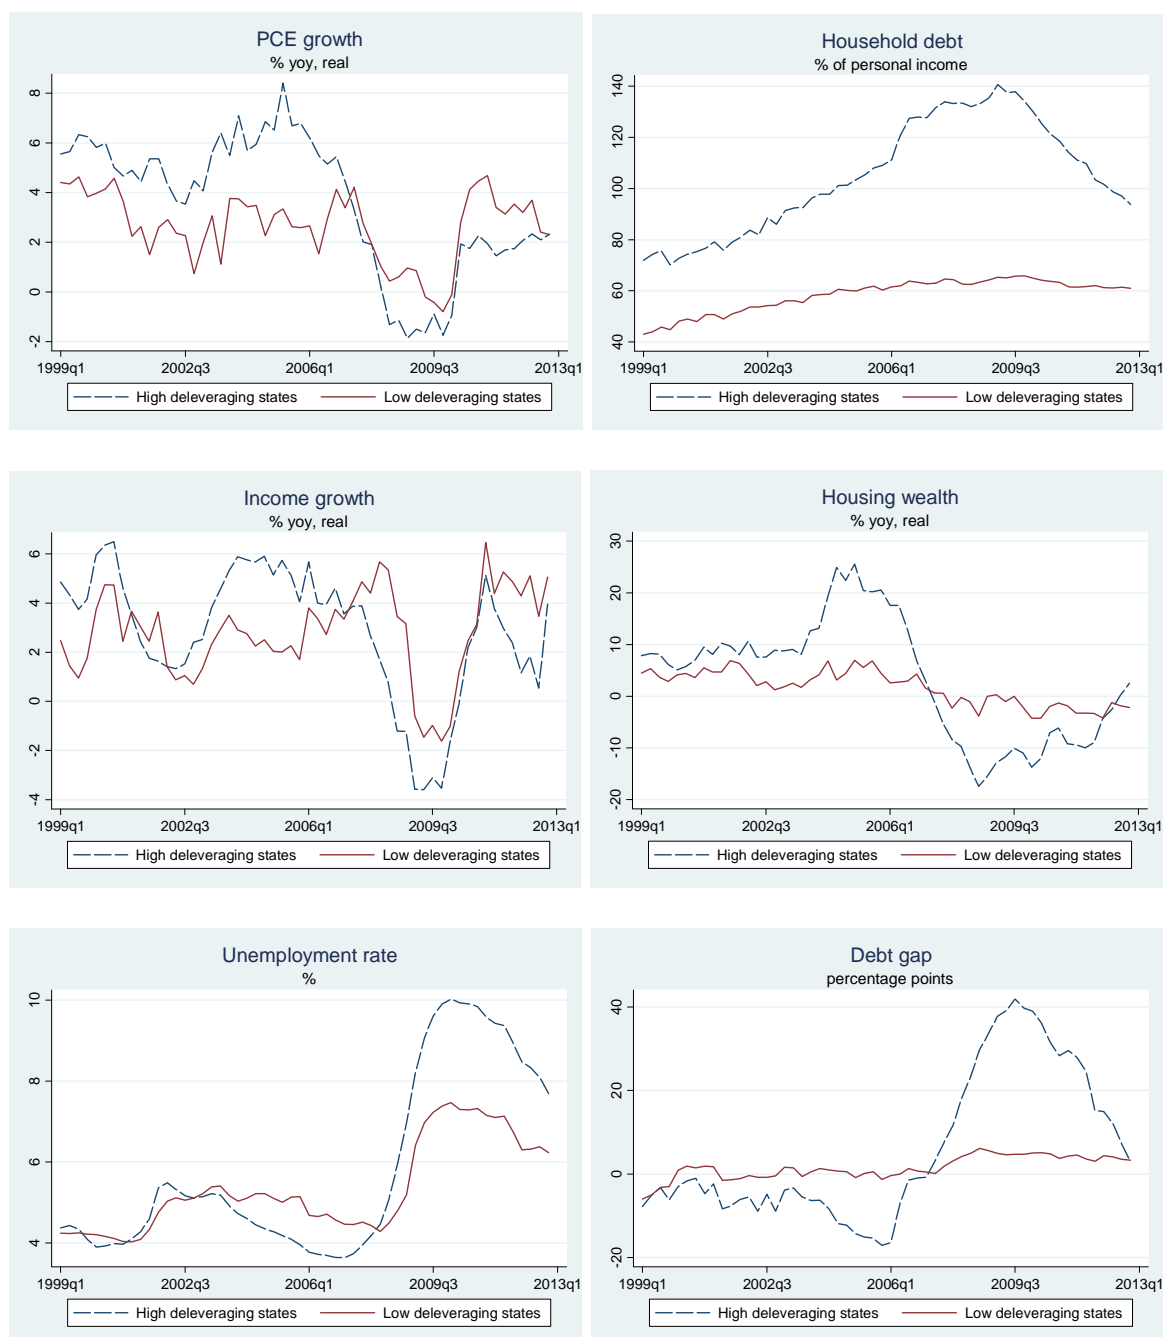 PCE growth
% yoy, real
8
6
4
2
0
-2
1999q1 2002q3 2006q1 2009q3 2013q1
High deleveraging states Low deleveraging states
Household debt
% of personal income
140
120
100
80
60
40
1999q1 2002q3 2006q1 2009q3 2013q1
High deleveraging states Low deleveraging states
Income growth
% yoy, real
6
4
2
0
-2
-4
1999q1 2002q3 2006q1 2009q3 2013q1
High deleveraging states Low deleveraging states
Housing wealth
% yoy, real
30
20
10
0
-10
-20
1999q1 2002q3 2006q1 2009q3 2013q1
High deleveraging states Low deleveraging states
Unemployment rate
%
10
8
6
4
1999q1 2002q3 2006q1 2009q3 2013q1
High deleveraging states Low deleveraging states
Debt gap
percentage points
40
20
0
-20
1999q1 2002q3 2006q1 2009q3 2013q1
High deleveraging states Low deleveraging states